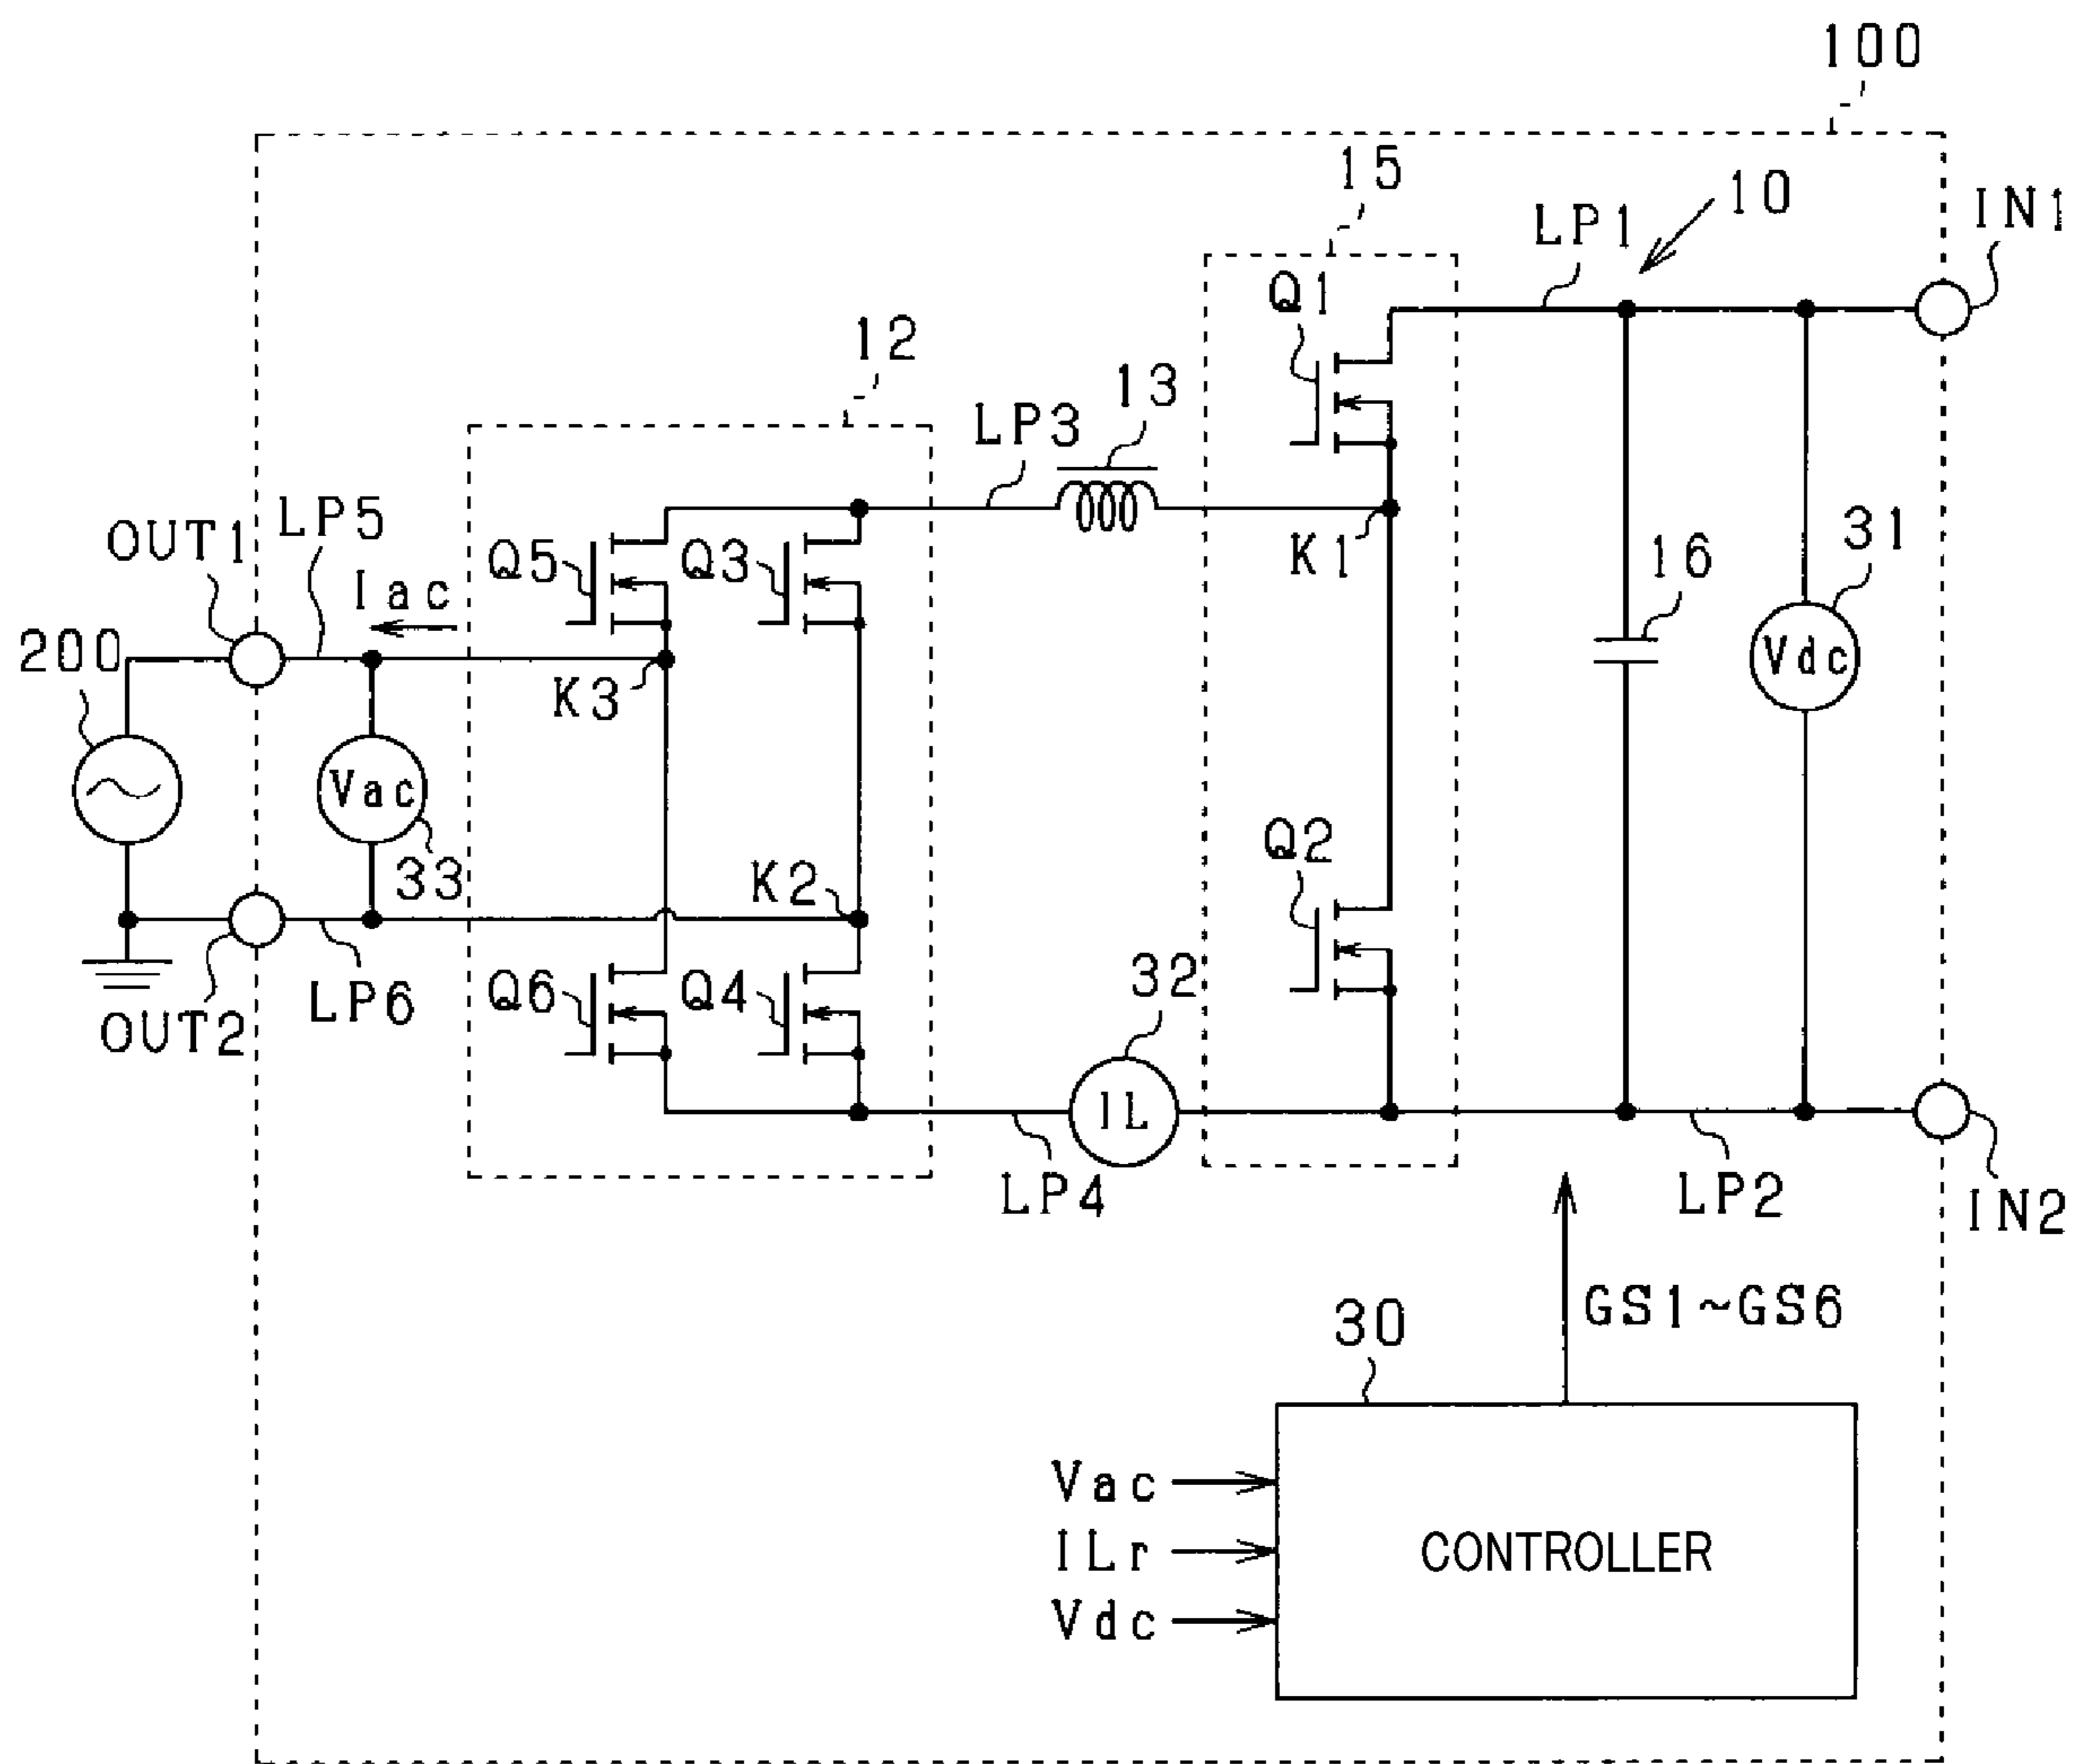 100
15
10
IN1
LP1
Q1
12
13
LP3
LP5
OUT1
Q5
Q3
K1
16
31
Iac
200
Vdc
K3
Vac
33
Q2
K2
Q6
Q4
32
LP6
OUT2
IL
LP4
LP2
IN2
GS1~GS6
30
Vac
ILr
CONTROLLER
Vdc